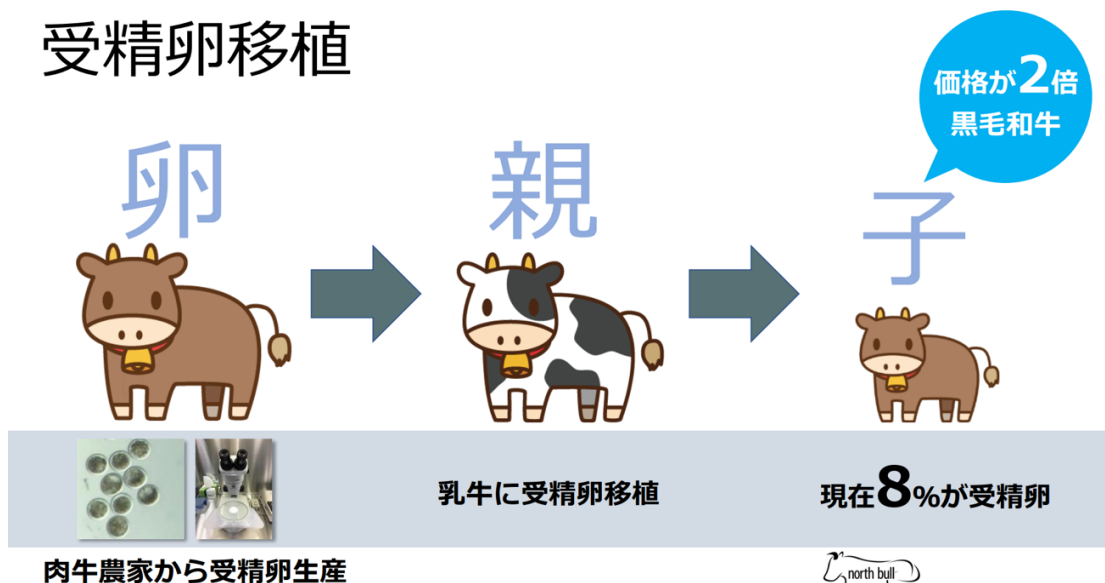 受精卵移植
価格が2倍
黒毛和牛
卵
親
子
乳牛に受精卵移植
現在8%が受精卵
肉牛農家から受精卵生産
north bull